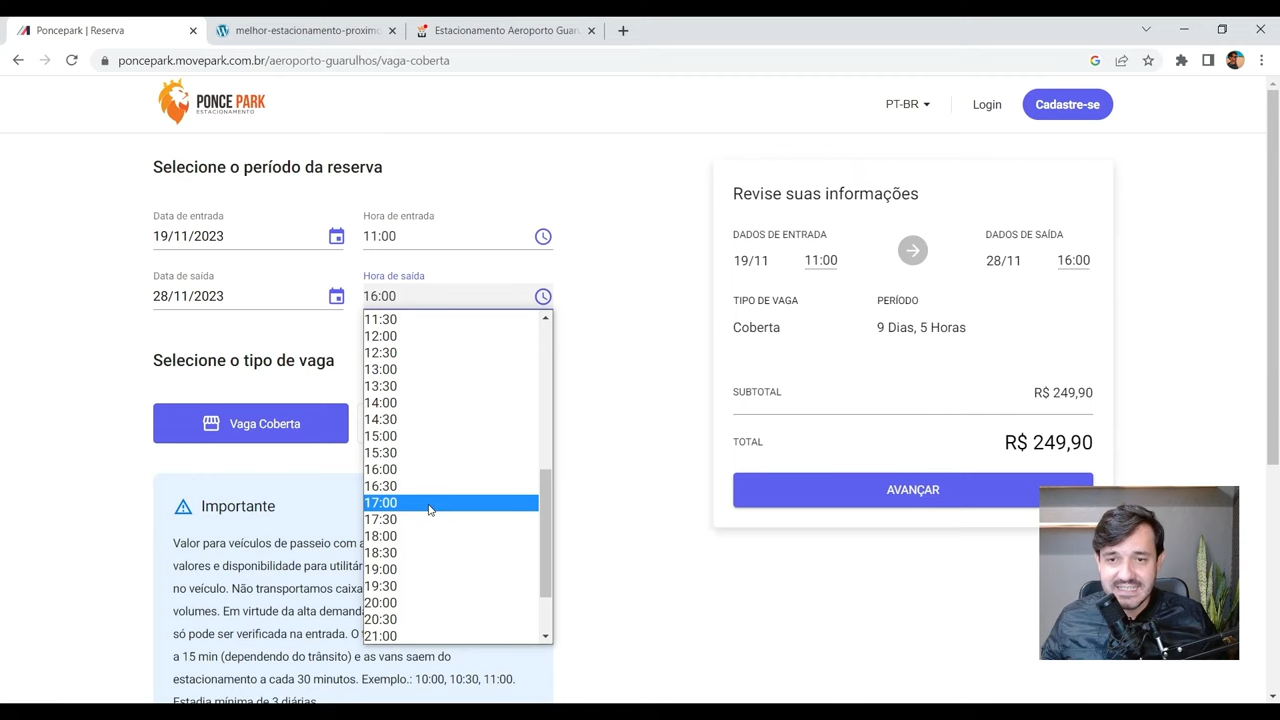 Poncepark | Reserva
melhor-estacionamento-proximo
Estacionamento Aeroporto Guar
poncepark.movepark.com.br/aeroporto-guarulhos/vaga-coberta
PONCE PARK
ESTACIONAMENTO
PT-BR
Login
Cadastre-se
Selecione o período da reserva
Data de entrada
Hora de entrada
19/11/2023
11:00
Data de saída
Hora de saída
28/11/2023
16:00
11:30
12:00
12:30
13:00
13:30
14:00
14:30
15:00
15:30
16:00
16:30
17:00
17:30
18:00
18:30
19:00
19:30
20:00
20:30
21:00
Selecione o tipo de vaga
Vaga Coberta
Importante
Valor para veículos de passeio com a
valores e disponibilidade para utilitár
no veículo. Não transportamos caixa
volumes. Em virtude da alta demand
só pode ser verificada na entrada. O
a 15 min (dependendo do trânsito) e as vans saem do
estacionamento a cada 30 minutos. Exemplo.: 10:00, 10:30, 11:00.
Estadia mínima de 3 diárias
Revise suas informações
DADOS DE ENTRADA
DADOS DE SAÍDA
19/11 11:00
28/11 16:00
TIPO DE VAGA
PERÍODO
Coberta
9 Dias, 5 Horas
SUBTOTAL
R$ 249,90
TOTAL
R$ 249,90
AVANÇAR